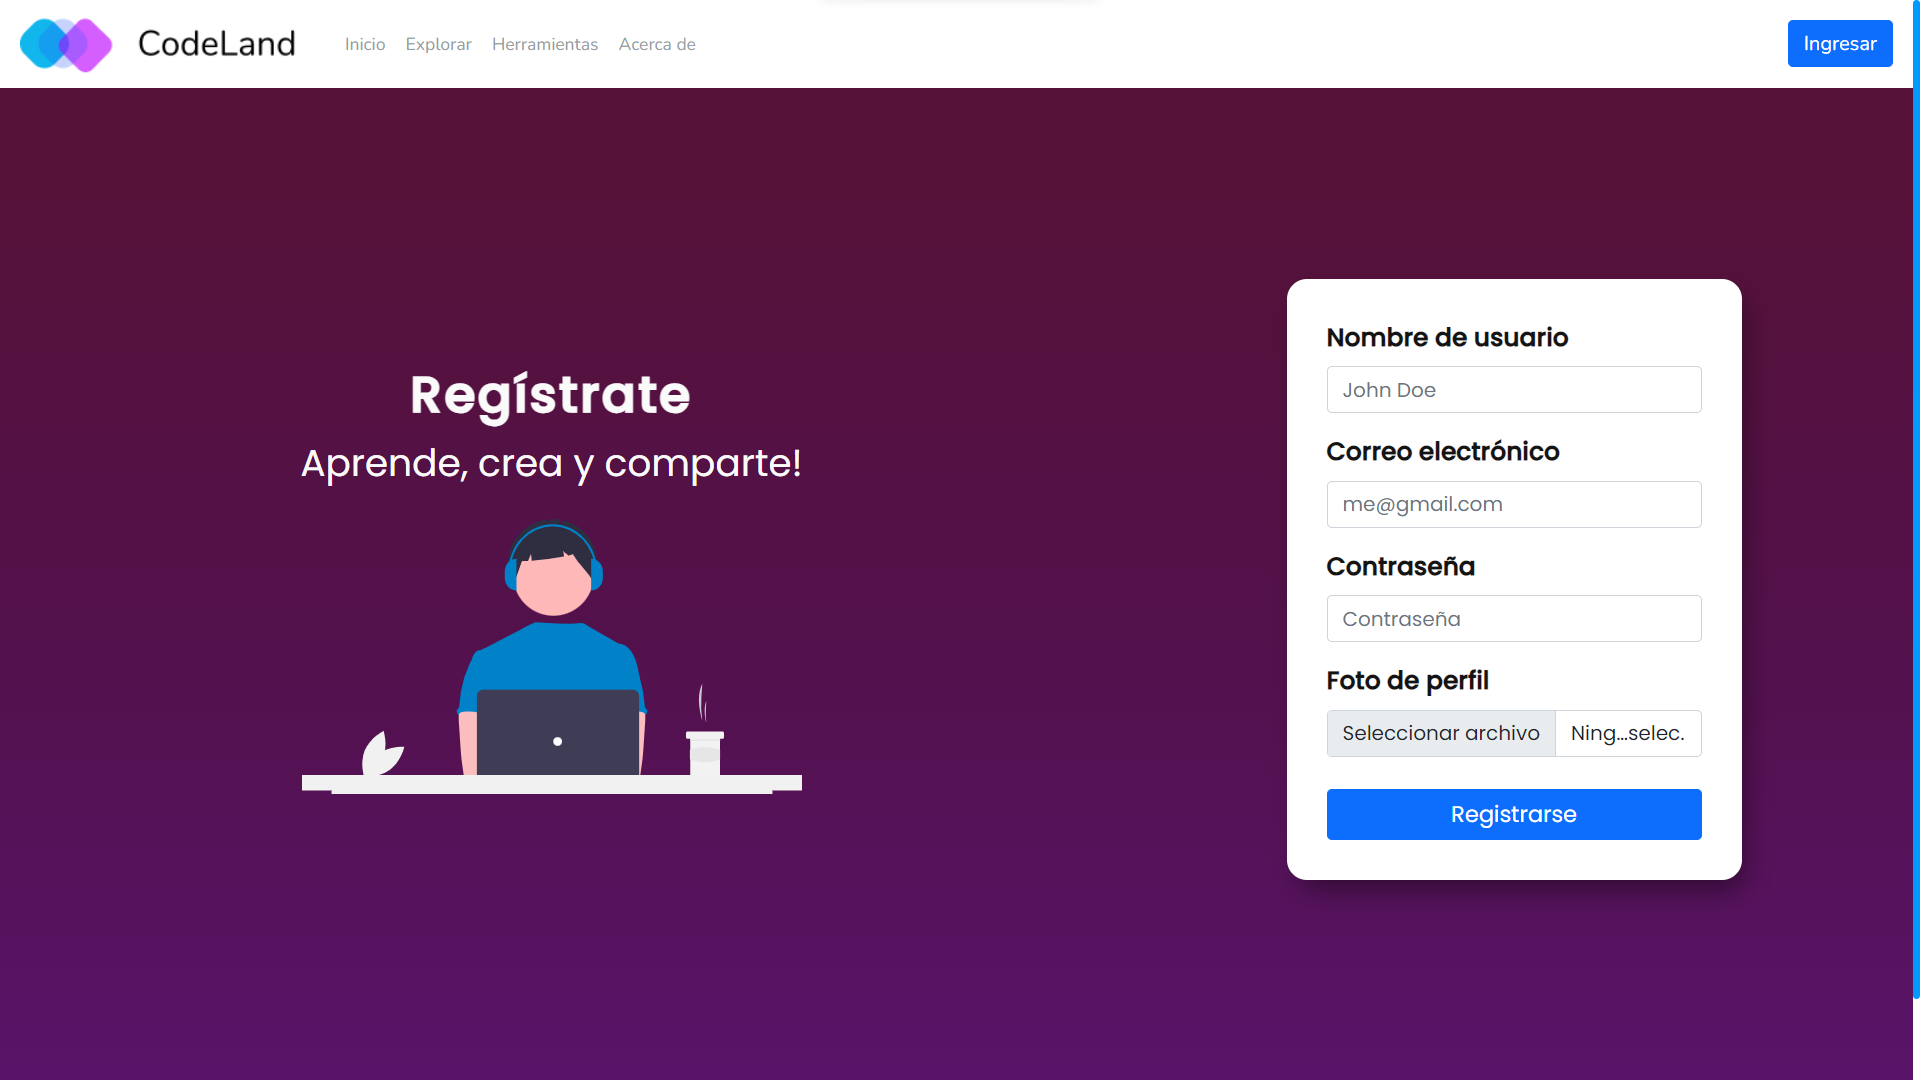 CodeLand
Inicio Explorar Herramientas Acerca de
Ingresar
Regístrate
Aprende, crea y comparte!
Nombre de usuario
John Doe
Correo electrónico
me@gmail.com
Contraseña
Contraseña
Foto de perfil
Seleccionar archivo Ning...selec.
Registrarse